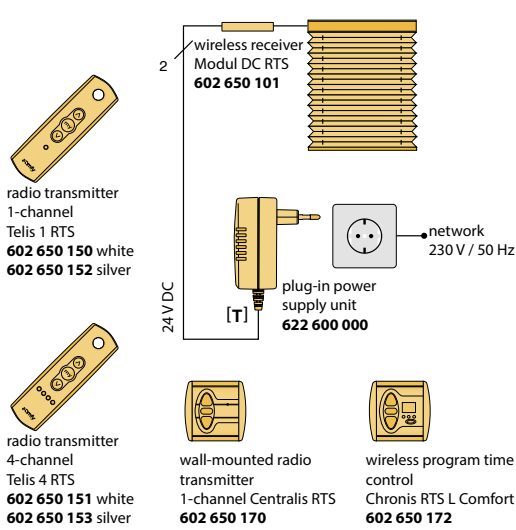 wireless receiver
Modul DC RTS
602 650 101
2
somfy
radio transmitter
1-channel
Telis 1 RTS
602 650 150 white
602 650 152 silver
network
230 V / 50 Hz
plug-in power
supply unit
622 600 000
[T]
24 V DC
somfy
radio transmitter
4-channel
Telis 4 RTS
602 650 151 white
602 650 153 silver
wall-mounted radio
transmitter
1-channel Centralis RTS
602 650 170
wireless program time
control
Chronis RTS L Comfort
602 650 172